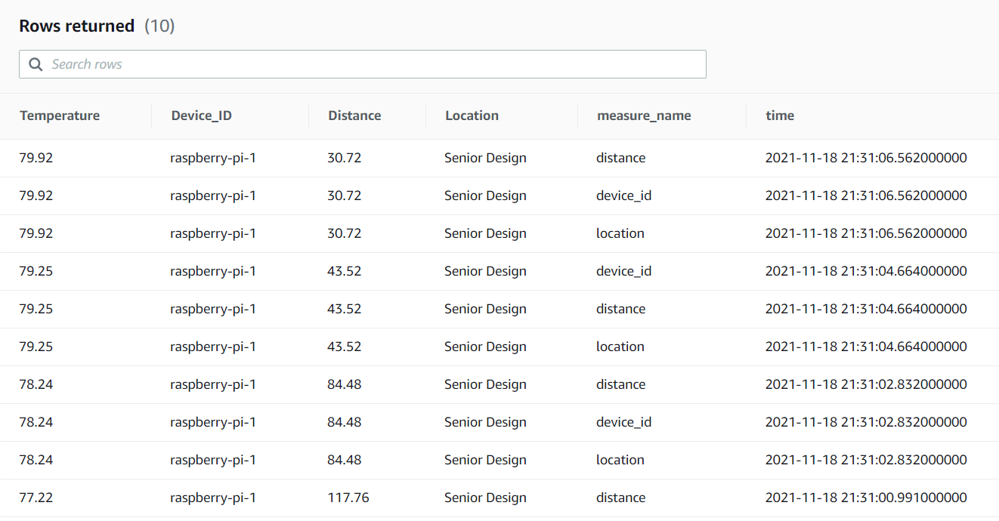 Rows returned (10)
Search rows
Temperature Device_ID Distance Location measure_name time
79.92 raspberry-pi-1 30.72 Senior Design distance 2021-11-18 21:31:06.562000000
79.92 raspberry-pi-1 30.72 Senior Design device_id 2021-11-18 21:31:06.562000000
79.92 raspberry-pi-1 30.72 Senior Design location 2021-11-18 21:31:06.562000000
79.25 raspberry-pi-1 43.52 Senior Design device_id 2021-11-18 21:31:04.664000000
79.25 raspberry-pi-1 43.52 Senior Design distance 2021-11-18 21:31:04.664000000
79.25 raspberry-pi-1 43.52 Senior Design location 2021-11-18 21:31:04.664000000
78.24 raspberry-pi-1 84.48 Senior Design distance 2021-11-18 21:31:02.832000000
78.24 raspberry-pi-1 84.48 Senior Design device_id 2021-11-18 21:31:02.832000000
78.24 raspberry-pi-1 84.48 Senior Design location 2021-11-18 21:31:02.832000000
77.22 raspberry-pi-1 117.76 Senior Design distance 2021-11-18 21:31:00.991000000